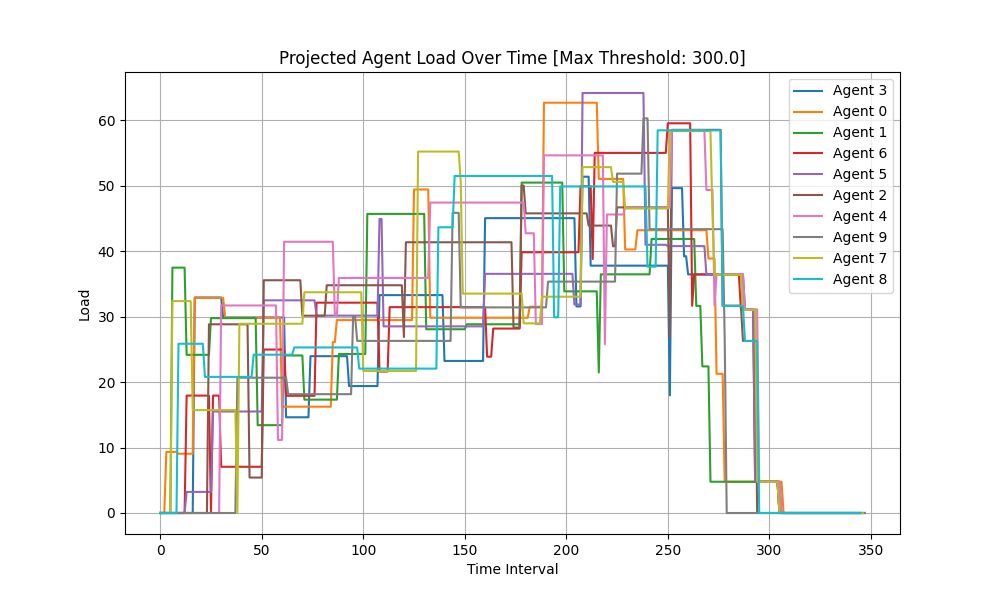 Projected Agent Load Over Time [Max Threshold: 300.0]
Load
60
50
40
30
20
10
0
0 50 100 150 200 250 300 350
Time Interval
Agent 3
Agent 0
Agent 1
Agent 6
Agent 5
Agent 2
Agent 4
Agent 9
Agent 7
Agent 8